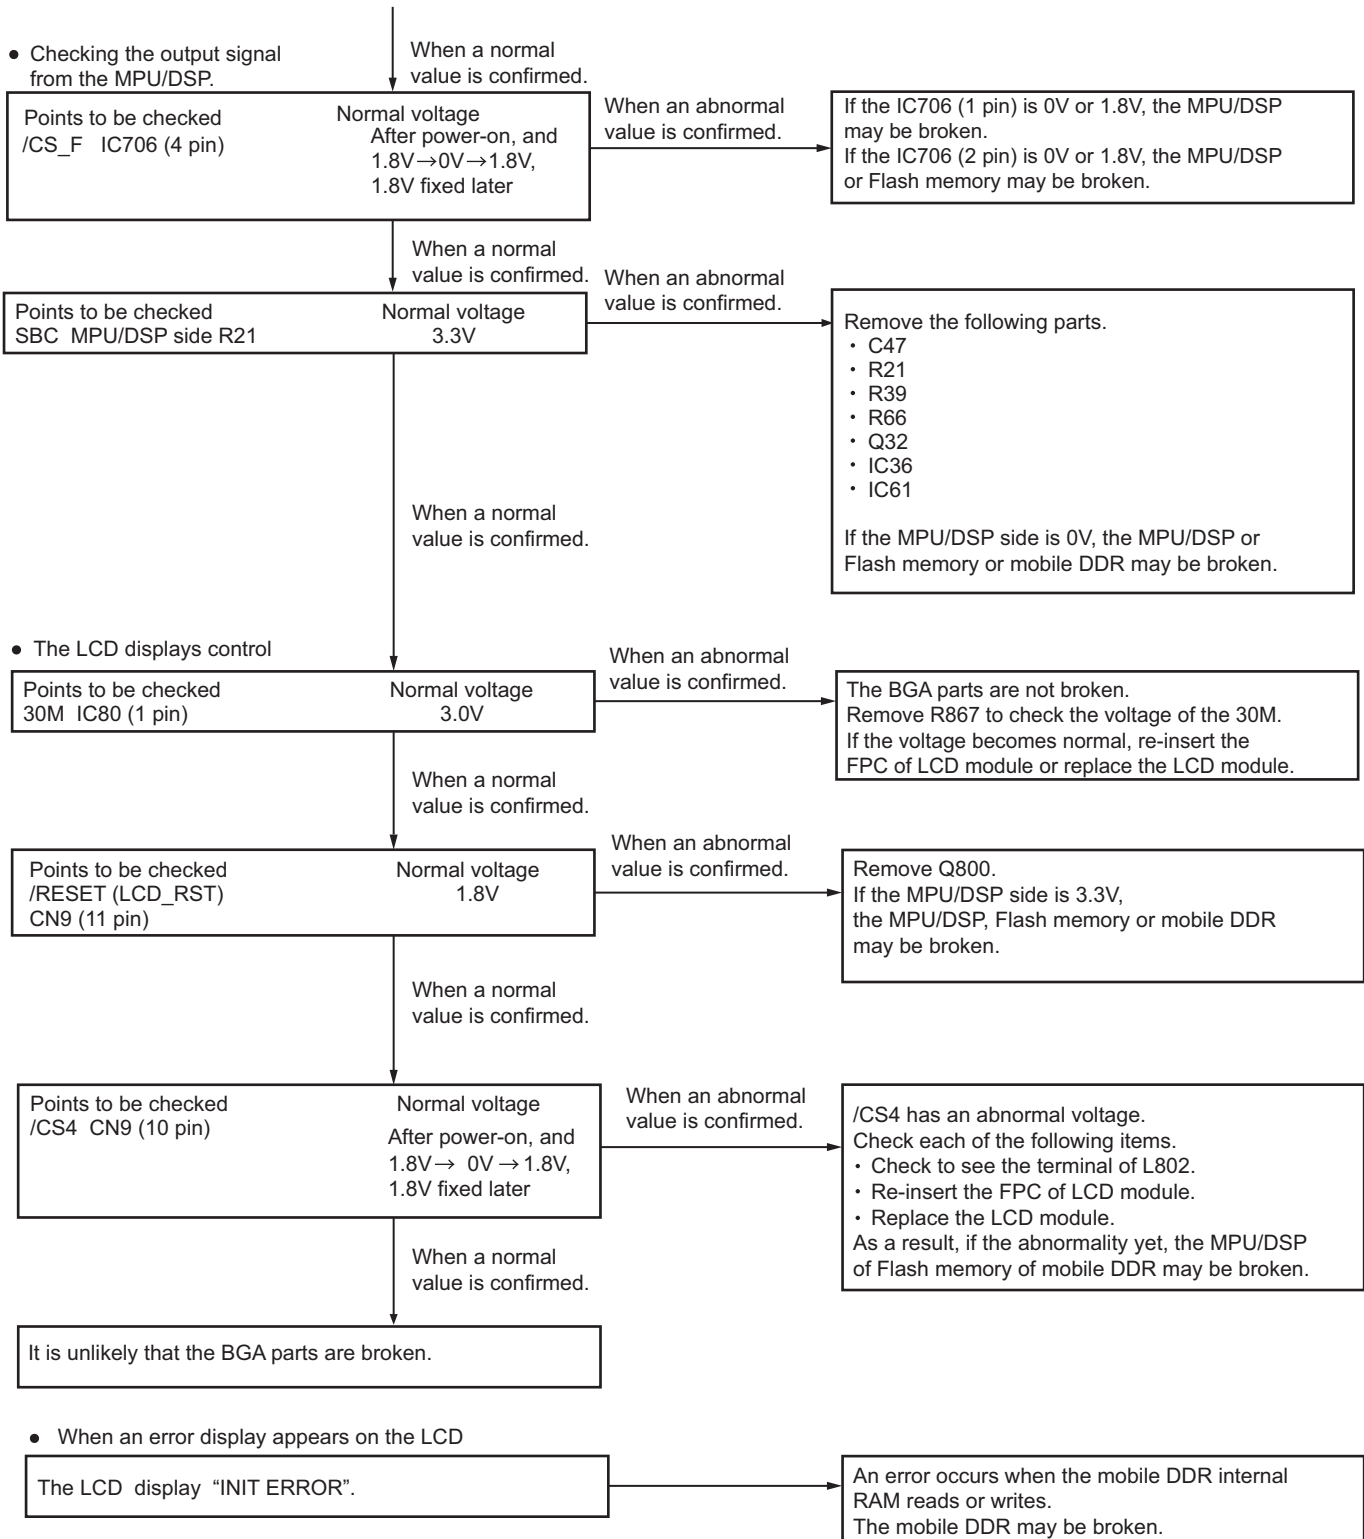 ● Checking the output signal
from the MPU/DSP.
When a normal
value is confirmed.
Points to be checked
/CS_F IC706 (4 pin)
Normal voltage
After power-on, and
1.8V→0V→1.8V,
1.8V fixed later
When an abnormal
value is confirmed.
If the IC706 (1 pin) is 0V or 1.8V, the MPU/DSP
may be broken.
If the IC706 (2 pin) is 0V or 1.8V, the MPU/DSP
or Flash memory may be broken.
When a normal
value is confirmed.
Points to be checked
SBC MPU/DSP side R21
Normal voltage
3.3V
When an abnormal
value is confirmed.
Remove the following parts.
・ C47
・ R21
・ R39
・ R66
・ Q32
・ IC36
・ IC61
If the MPU/DSP side is 0V, the MPU/DSP or
Flash memory or mobile DDR may be broken.
When a normal
value is confirmed.
● The LCD displays control
Points to be checked
30M IC80 (1 pin)
Normal voltage
3.0V
When an abnormal
value is confirmed.
The BGA parts are not broken.
Remove R867 to check the voltage of the 30M.
If the voltage becomes normal, re-insert the
FPC of LCD module or replace the LCD module.
When a normal
value is confirmed.
Points to be checked
/RESET (LCD_RST)
CN9 (11 pin)
Normal voltage
1.8V
When an abnormal
value is confirmed.
Remove Q800.
If the MPU/DSP side is 3.3V,
the MPU/DSP, Flash memory or mobile DDR
may be broken.
When a normal
value is confirmed.
Points to be checked
/CS4 CN9 (10 pin)
Normal voltage
After power-on, and
1.8V→ 0V →1.8V,
1.8V fixed later
When an abnormal
value is confirmed.
/CS4 has an abnormal voltage.
Check each of the following items.
・ Check to see the terminal of L802.
・ Re-insert the FPC of LCD module.
・ Replace the LCD module.
As a result, if the abnormality yet, the MPU/DSP
of Flash memory of mobile DDR may be broken.
When a normal
value is confirmed.
It is unlikely that the BGA parts are broken.
● When an error display appears on the LCD
The LCD display “INIT ERROR”.
An error occurs when the mobile DDR internal
RAM reads or writes.
The mobile DDR may be broken.